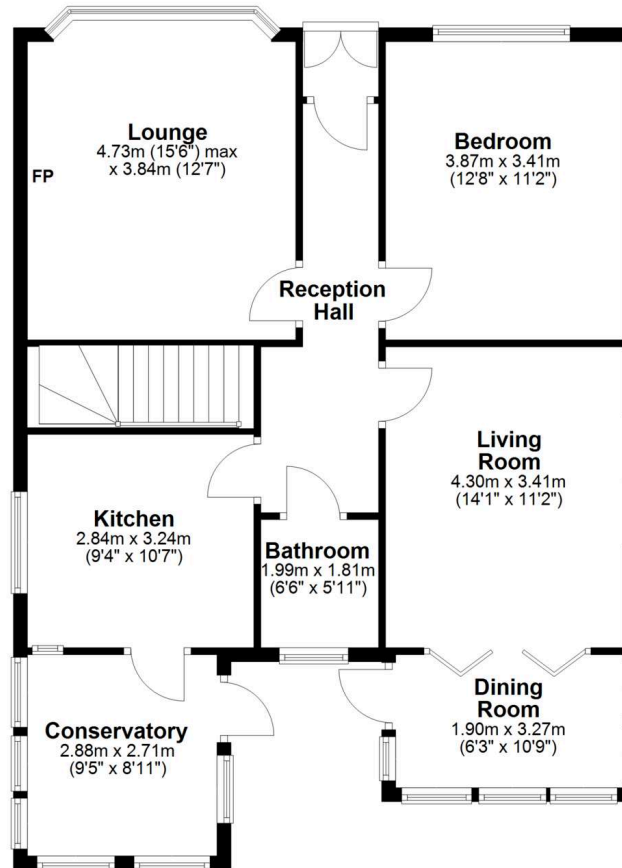 Lounge
4.73m (15'6") max
x 3.84m (12'7")
FP
Bedroom
3.87m x 3.41m
(12'8" x 11'2")
Reception
Hall
Living
Room
4.30m x 3.41m
(14'1" x 11'2")
Kitchen
2.84m x 3.24m
(9'4" x 10'7")
Bathroom
1.99m x 1.81m
(6'6" x 5'11")
Conservatory
2.88m x 2.71m
(9'5" x 8'11")
Dining
Room
1.90m x 3.27m
(6'3" x 10'9")